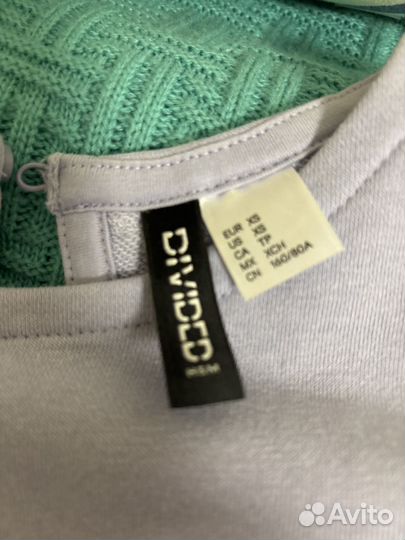 DIVIDED
H&M
EUR XS
US XS
CA TP
MX XCH
CN 160/80A
Avito